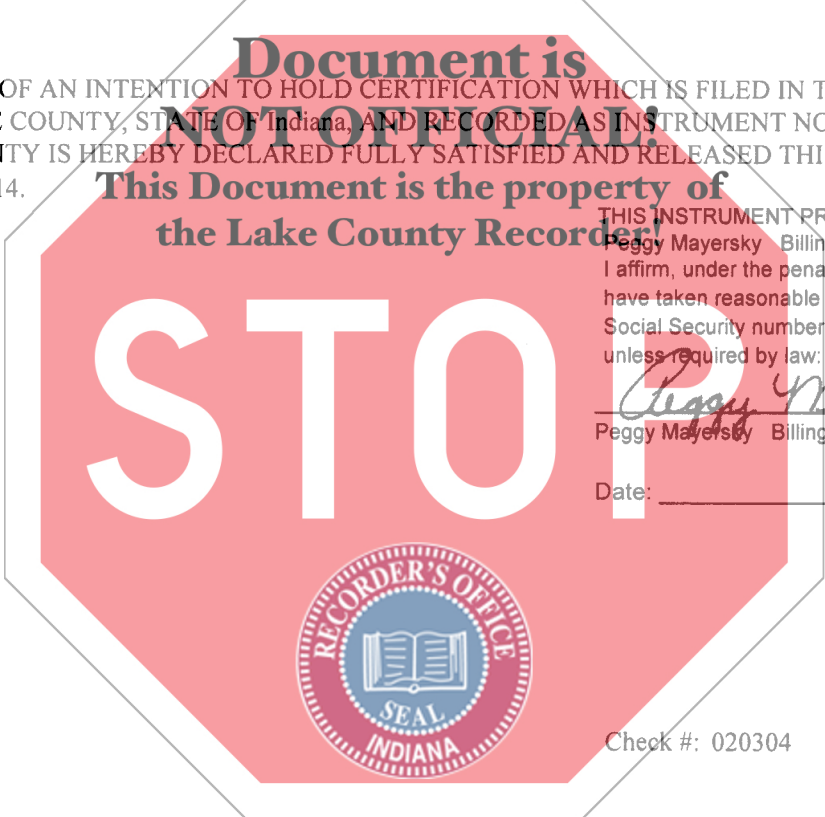 Document is
OF AN INTENTION TO HOLD CERTIFICATION WHICH IS FILED IN T
NOT OFFICIAL!
COUNTY, STATE OF Indiana, AND RECORDED AS INSTRUMENT NO
TY IS HEREBY DECLARED FULLY SATISFIED AND RELEASED THI
This Document is the property of
14.
the Lake County Recorder!
THIS INSTRUMENT PR
Peggy Mayersky Billin
I affirm, under the pena
have taken reasonable
Social Security number
unless required by law:
STOP
Peggy M
Peggy Mayersky Billing
Date:
RECORDER'S OFFICE
SEAL
INDIANA
Check #: 020304